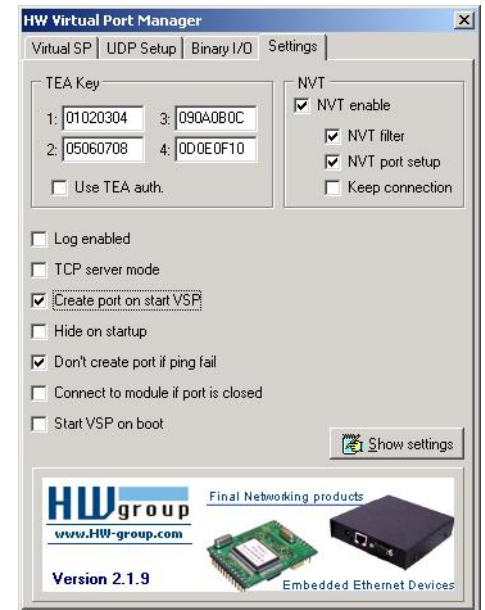 HW Virtual Port Manager
Virtual SP UDP Setup Binary I/O Settings
TEA Key
1: 01020304 3: 090A0B0C
2: 05060708 4: 0D0E0F10
Use TEA auth.
NVT
NVT enable
NVT filter
NVT port setup
Keep connection
Log enabled
TCP server mode
Create port on start VSP
Hide on startup
Don't create port if ping fail
Connect to module if port is closed
Start VSP on boot
Show settings
HWgroup
www.HW-group.com
Version 2.1.9
Final Networking products
Embedded Ethernet Devices